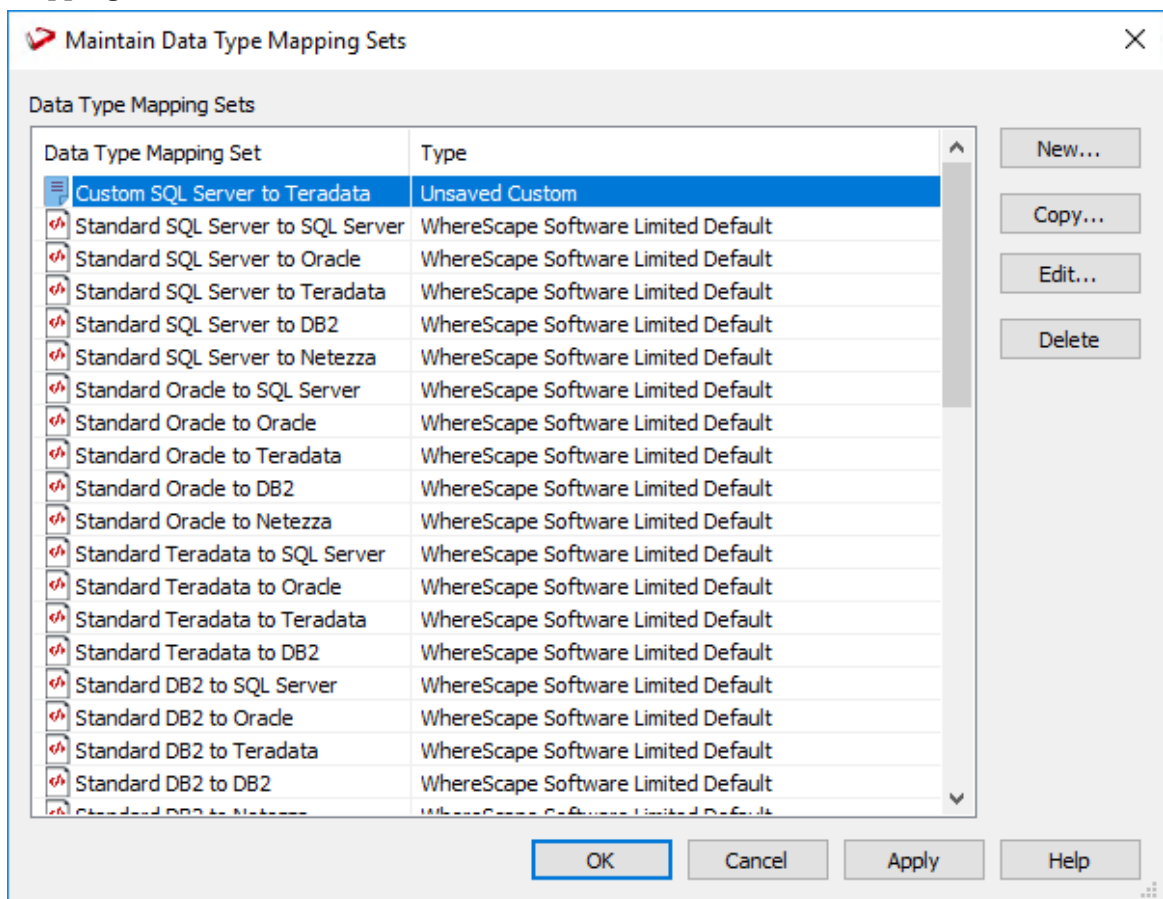 Maintain Data Type Mapping Sets
Data Type Mapping Sets
Data Type Mapping Set Type
Custom SQL Server to Teradata Unsaved Custom
Standard SQL Server to SQL Server WhereScape Software Limited Default
Standard SQL Server to Oracle WhereScape Software Limited Default
Standard SQL Server to Teradata WhereScape Software Limited Default
Standard SQL Server to DB2 WhereScape Software Limited Default
Standard SQL Server to Netezza WhereScape Software Limited Default
Standard Oracle to SQL Server WhereScape Software Limited Default
Standard Oracle to Oracle WhereScape Software Limited Default
Standard Oracle to Teradata WhereScape Software Limited Default
Standard Oracle to DB2 WhereScape Software Limited Default
Standard Oracle to Netezza WhereScape Software Limited Default
Standard Teradata to SQL Server WhereScape Software Limited Default
Standard Teradata to Oracle WhereScape Software Limited Default
Standard Teradata to Teradata WhereScape Software Limited Default
Standard Teradata to DB2 WhereScape Software Limited Default
Standard DB2 to SQL Server WhereScape Software Limited Default
Standard DB2 to Oracle WhereScape Software Limited Default
Standard DB2 to Teradata WhereScape Software Limited Default
Standard DB2 to DB2 WhereScape Software Limited Default
Standard DB2 to Netezza WhereScape Software Limited Default
New...
Copy...
Edit...
Delete
OK Cancel Apply Help